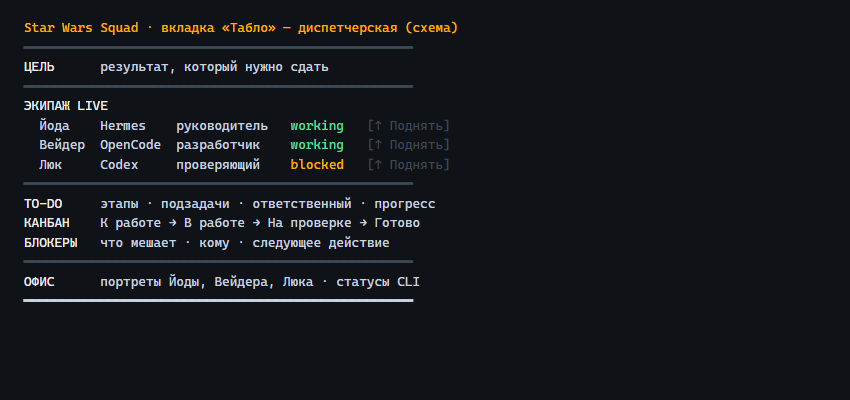 Star Wars Squad · вкладка «Табло» — диспетчерская (схема)
ЦЕЛЬ результат, который нужно сдать
ЭКИПАЖ LIVE
Йода Hermes руководитель working [↑ Поднять]
Вейдер OpenCode разработчик working [↑ Поднять]
Люк Codex проверяющий blocked [↑ Поднять]
TO-DO этапы · подзадачи · ответственный · прогресс
КАНБАН К работе → В работе → На проверке → Готово
БЛОКЕРЫ что мешает · кому · следующее действие
ОФИС портреты Йоды, Вейдера, Люка · статусы CLI